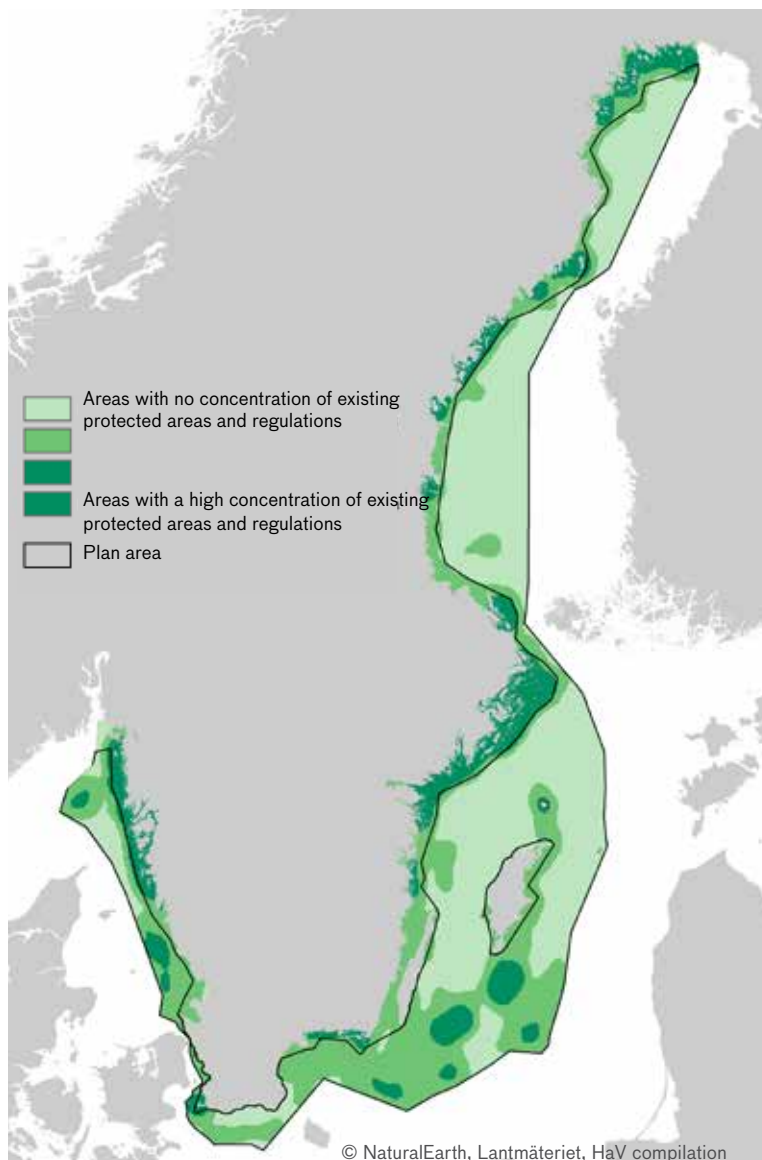 Areas with no concentration of existing
protected areas and regulations
Areas with a high concentration of existing
protected areas and regulations
Plan area
© NaturalEarth, Lantmäteriet, HaV compilation